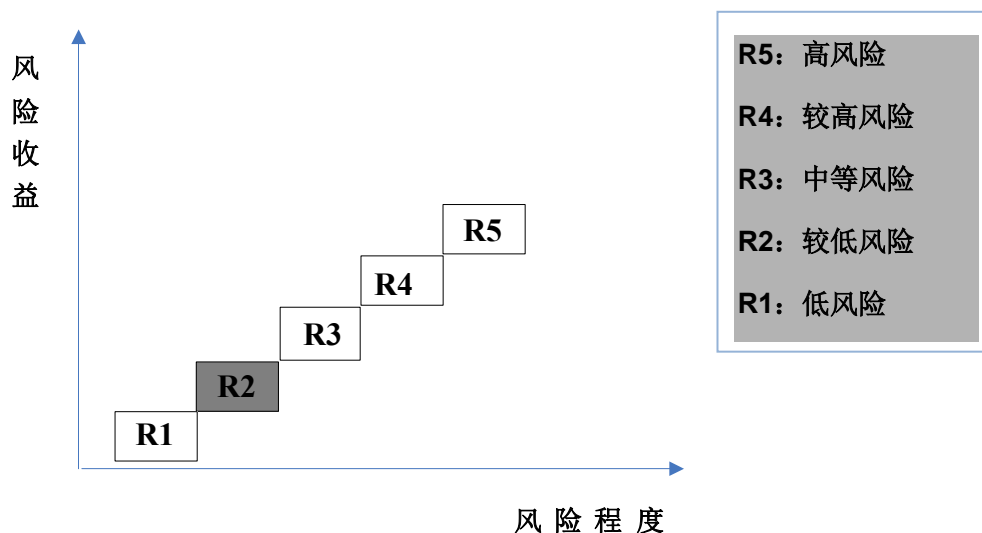 风险收益
R5
R4
R3
R2
R1
风 险 程 度
R5：高风险
R4：较高风险
R3：中等风险
R2：较低风险
R1：低风险